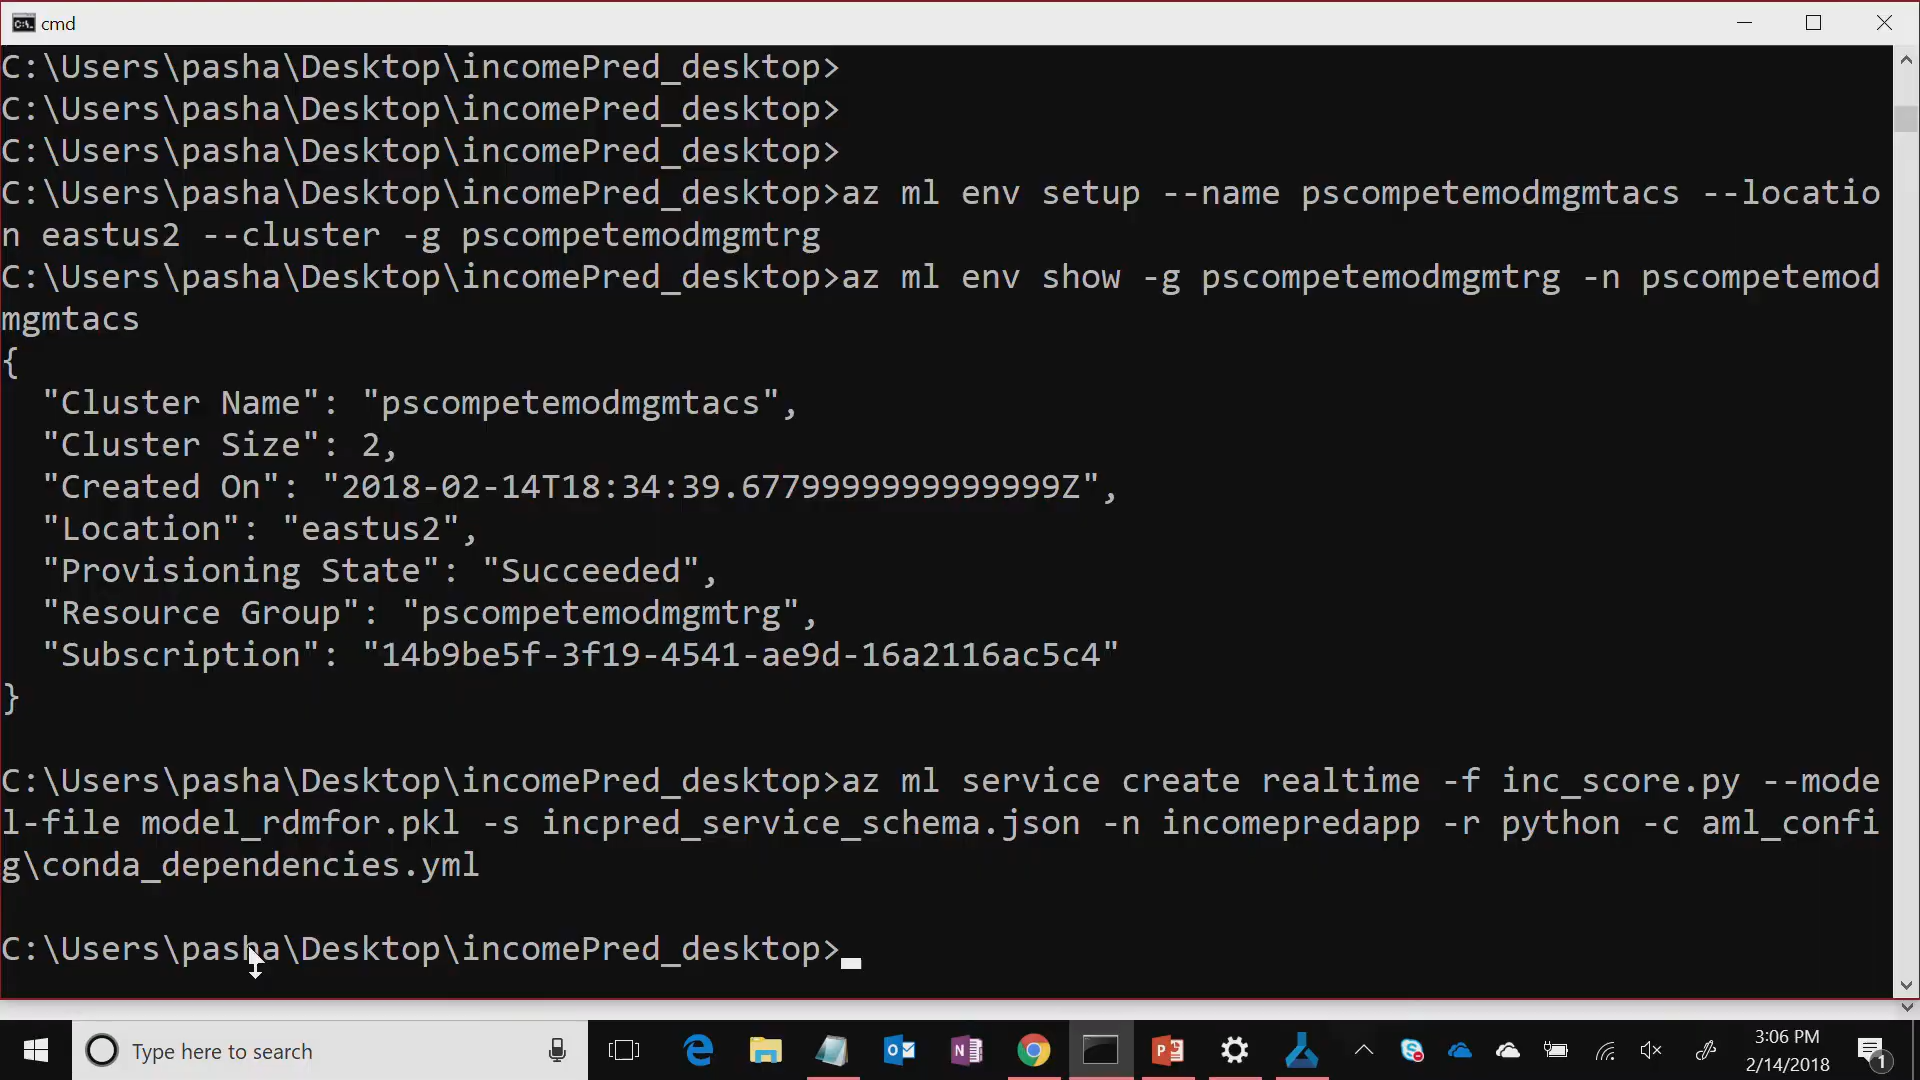 cmd
C:\Users\pasha\Desktop\incomePred_desktop>
C:\Users\pasha\Desktop\incomePred_desktop>
C:\Users\pasha\Desktop\incomePred_desktop>
C:\Users\pasha\Desktop\incomePred_desktop>az ml env setup --name pscompetemodmgmtacs --locatio
n eastus2 --cluster -g pscompetemodmgmtrg
C:\Users\pasha\Desktop\incomePred_desktop>az ml env show -g pscompetemodmgmtrg -n pscompetemod
mgmtacs
{
"Cluster Name": "pscompetemodmgmtacs",
"Cluster Size": 2,
"Created On": "2018-02-14T18:34:39.677999999999999Z",
"Location": "eastus2",
"Provisioning State": "Succeeded",
"Resource Group": "pscompetemodmgmtrg",
"Subscription": "14b9be5f-3f19-4541-ae9d-16a2116ac5c4"
}
C:\Users\pasha\Desktop\incomePred_desktop>az ml service create realtime -f inc_score.py --mode
l-file model_rdmfor.pkl -s incpred_service_schema.json -n incomepredapp -r python -c aml_confi
g\conda_dependencies.yml
C:\Users\pasha\Desktop\incomePred_desktop>
Type here to search
3:06 PM
2/14/2018
1